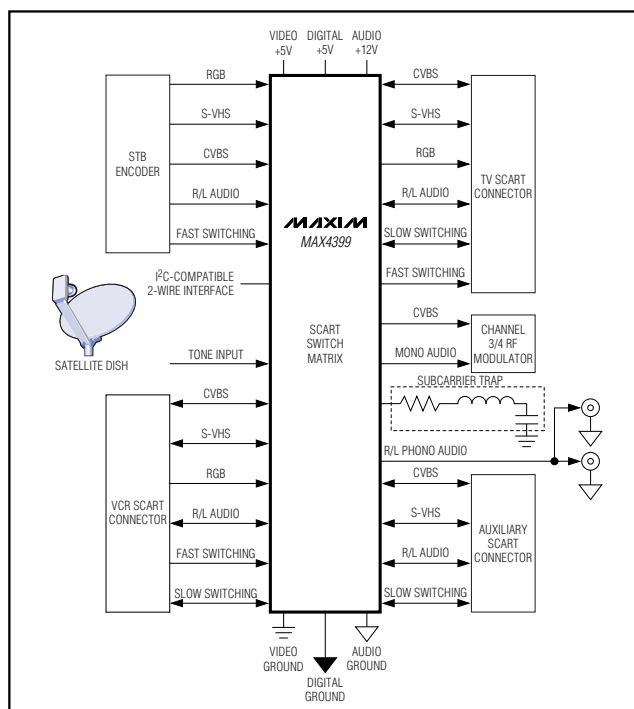 VIDEO
+5V
DIGITAL
+5V
AUDIO
+12V
RGB
S-VHS
CVBS
R/L AUDIO
FAST SWITCHING
STB
ENCODER
I²C-COMPATIBLE
2-WIRE INTERFACE
SATELLITE DISH
TONE INPUT
CVBS
S-VHS
RGB
R/L AUDIO
FAST SWITCHING
SLOW SWITCHING
VCR SCART
CONNECTOR
MAXIM
MAX4399
SCART
SWITCH
MATRIX
CVBS
S-VHS
RGB
R/L AUDIO
SLOW SWITCHING
FAST SWITCHING
TV SCART
CONNECTOR
CVBS
MONO AUDIO
CHANNEL
3/4 RF
MODULATOR
SUBCARRIER TRAP
R/L PHONO AUDIO
CVBS
S-VHS
R/L AUDIO
SLOW SWITCHING
AUXILIARY
SCART
CONNECTOR
VIDEO
GROUND
DIGITAL
GROUND
AUDIO
GROUND